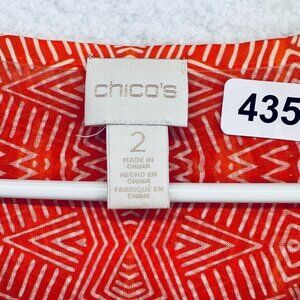 chico's
2
MADE IN
CHINA
HECHO EN
CHINA
FABRIQUÉ EN
CHINE
435